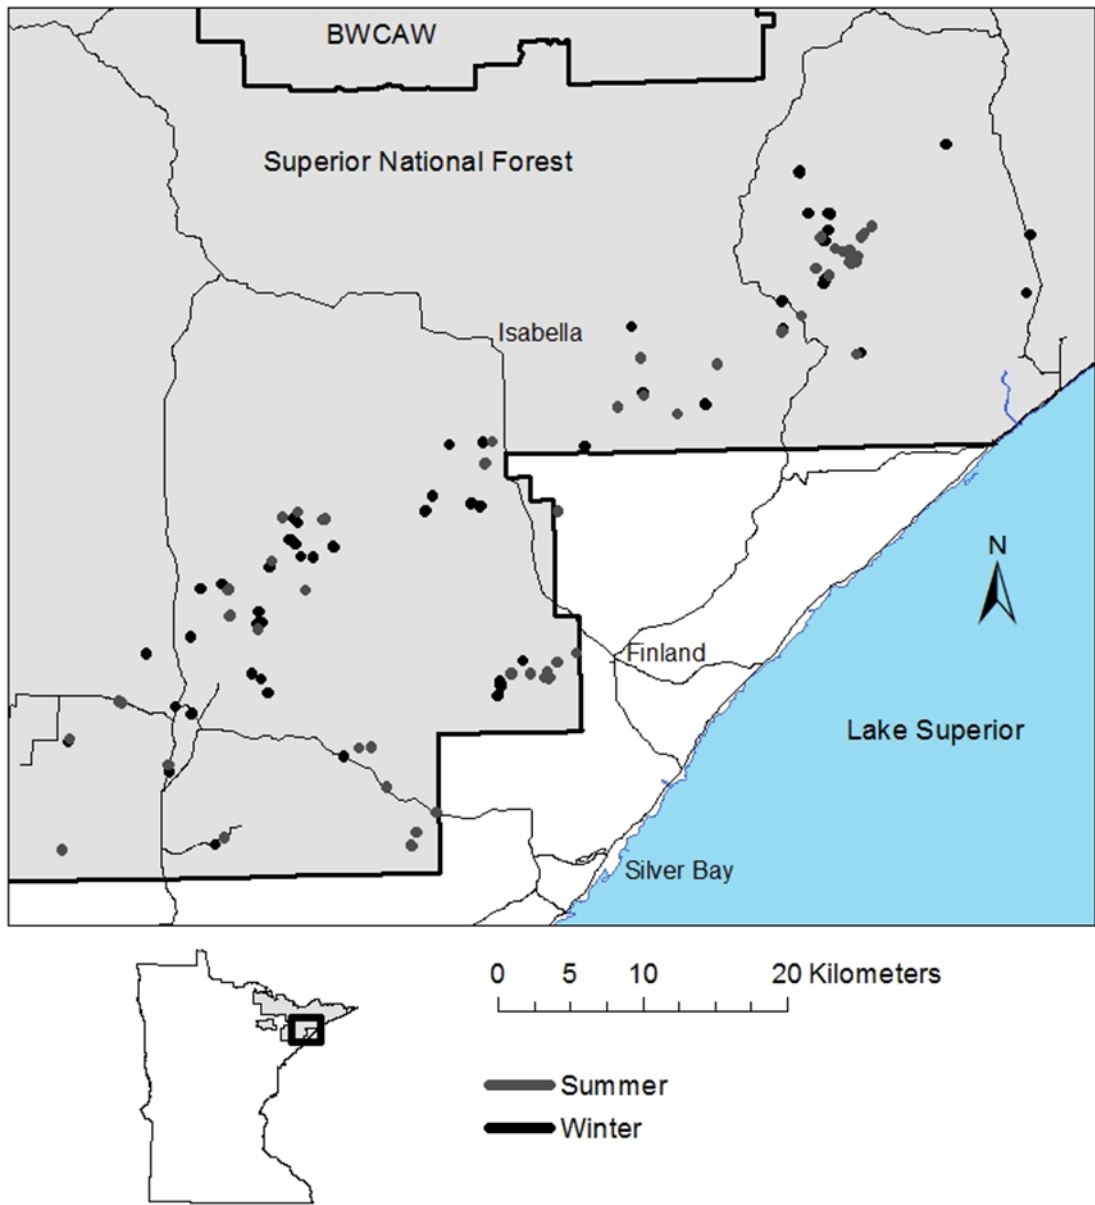 BWCAW
Superior National Forest
Isabella
N
Finland
Lake Superior
Silver Bay
0 5 10 20 Kilometers
Summer
Winter